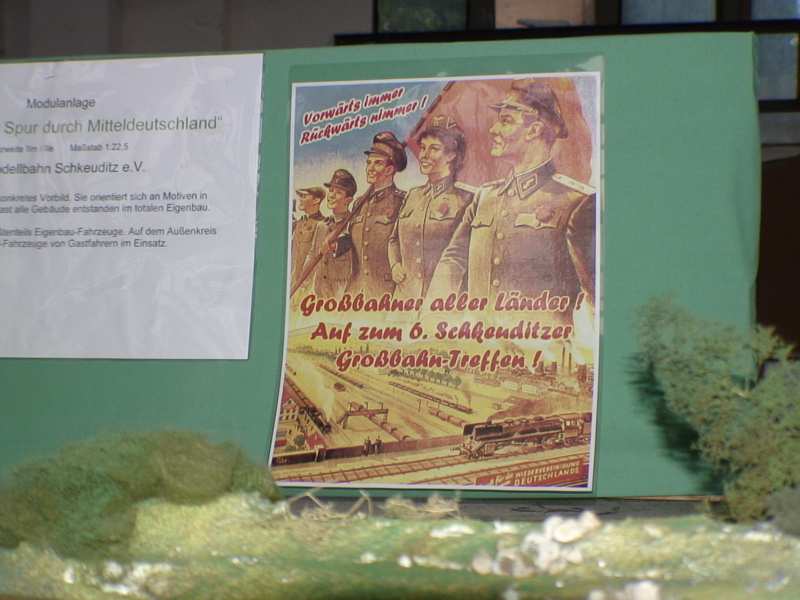 Modulanlage
Spur durch Mitteldeutschland“
Maßstab 1:22,5
Schkeuditz e.V.
Vorbild. Sie orientiert sich an Motiven in
alle Gebäude entstanden im totalen Eigenbau.
Eigenbau-Fahrzeuge. Auf dem Außenkreis
-Fahrzeuge von Gastfahrern im Einsatz.
Vorwärts immer
Rückwärts nimmer !
Großbahner aller Länder !
Auf zum 6. Schkeuditzer
Großbahn-Treffen !
WIEDERVEREINIGUNG
DEUTSCHLANDS